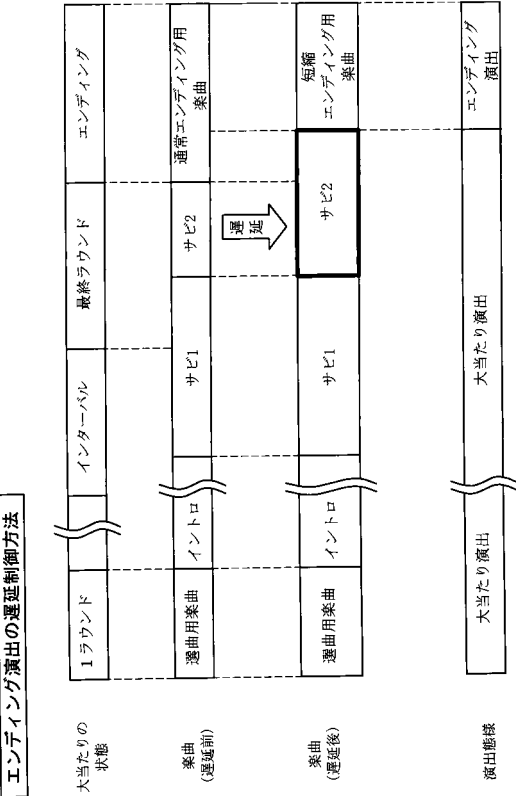 エンディング演出の遅延制御方法
大当たりの
状態
1ラウンド
インターバル
最終ラウンド
エンディング
楽曲
(遅延前)
選曲用楽曲
イントロ
サビ1
サビ2
通常エンディング用
楽曲
遅延
楽曲
(遅延後)
選曲用楽曲
イントロ
サビ1
サビ2
短縮
エンディング用
楽曲
演出態様
大当たり演出
大当たり演出
エンディング
演出